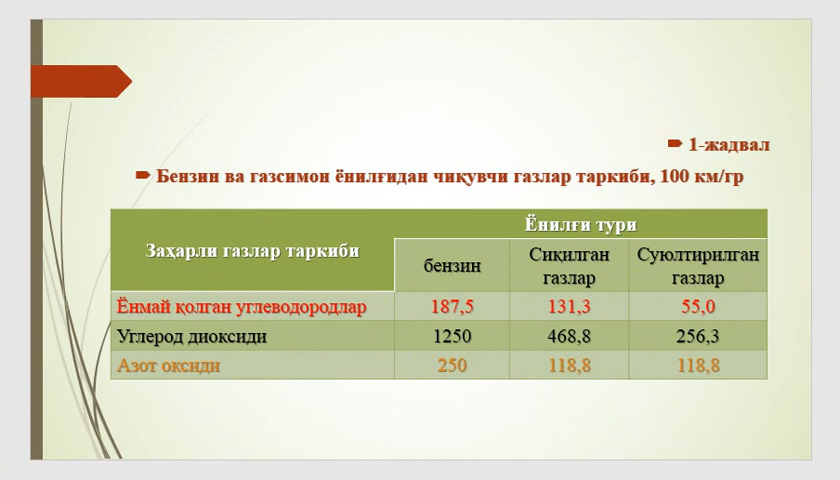 1-жадвал
Бензин ва газсимон ёнилғидан чиқувчи газлар таркиби, 100 км/гр
Заҳарли газлар таркиби
Ёнилғи тури
бензин
Сиқилган
газлар
Суюлтирилган
газлар
Ёнмай қолган углеводородлар 187,5 131,3 55,0
Углерод диоксиди 1250 468,8 256,3
Азот оксиди 250 118,8 118,8